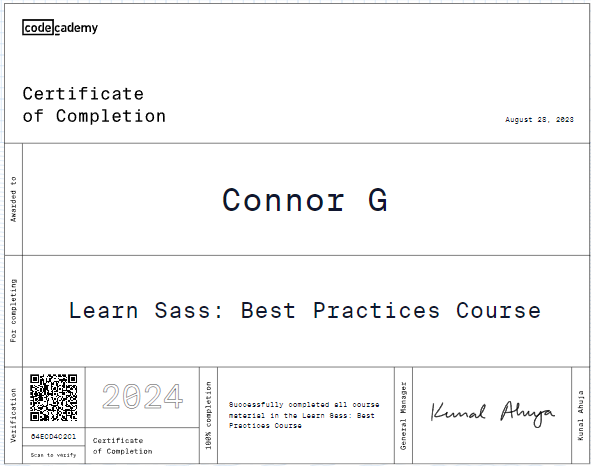 codecademy
Certificate
of Completion
August 25, 2023
Awarded to
Connor G
For completing
Learn Sass: Best Practices Course
Verification
64ECD4C2C1
Scan to verify
2024
Certificate
of Completion
100% completion
Successfully completed all course
material in the Learn Sass: Best
Practices Course
General Manager
Kunal Ahuja
Kunal Ahuja